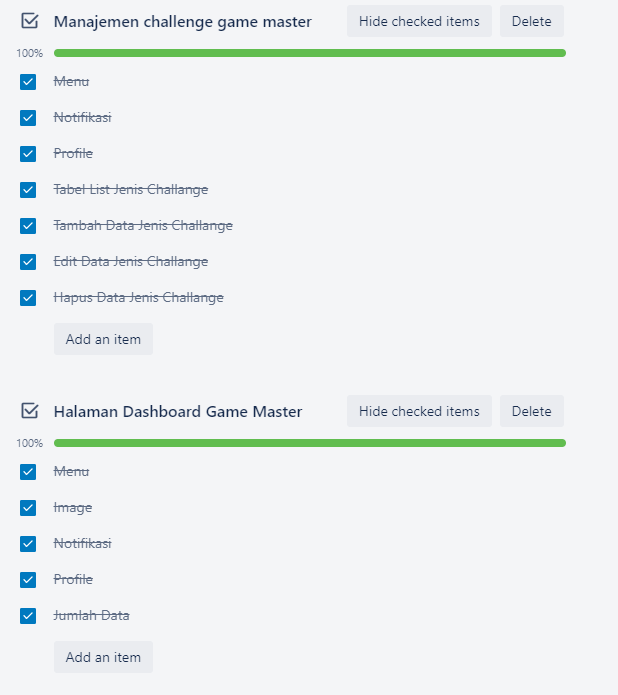 Manajemen challenge game master Hide checked items Delete
100%
Menu
Notifikasi
Profile
Tabel List Jenis Challange
Tambah Data Jenis Challange
Edit Data Jenis Challange
Hapus Data Jenis Challange
Add an item
Halaman Dashboard Game Master Hide checked items Delete
100%
Menu
Image
Notifikasi
Profile
Jumlah Data
Add an item